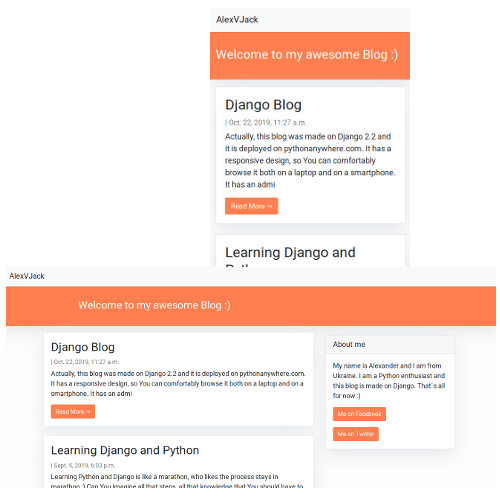 AlexVJack
Welcome to my awesome Blog :)
Django Blog
| Oct. 22, 2019, 11:27 a.m.
Actually, this blog was made on Django 2.2 and
it is deployed on pythonanywhere.com. It has a
responsive design, so You can comfortably
browse it both on a laptop and on a smartphone.
It has an admi
Read More →
Learning Django and
AlexVJack
Welcome to my awesome Blog :)
Django Blog
| Oct. 22, 2019, 11:27 a.m.
Actually, this blog was made on Django 2.2 and it is deployed on pythonanywhere.com.
It has a responsive design, so You can comfortably browse it both on a laptop and on a
smartphone. It has an admi
Read More →
Learning Django and Python
| Sept. 5, 2019, 6:03 p.m.
Learning Python and Django is like a marathon, who likes the process stays in
marathon :) Can You imagine all that steps, all that knowledge that You should have to
About me
My name is Alexander and I am from
Ukraine. I am a Python enthusiast and
this blog is made on Django. That`s all
for now :)
Me on Facebook
Me on Twitter